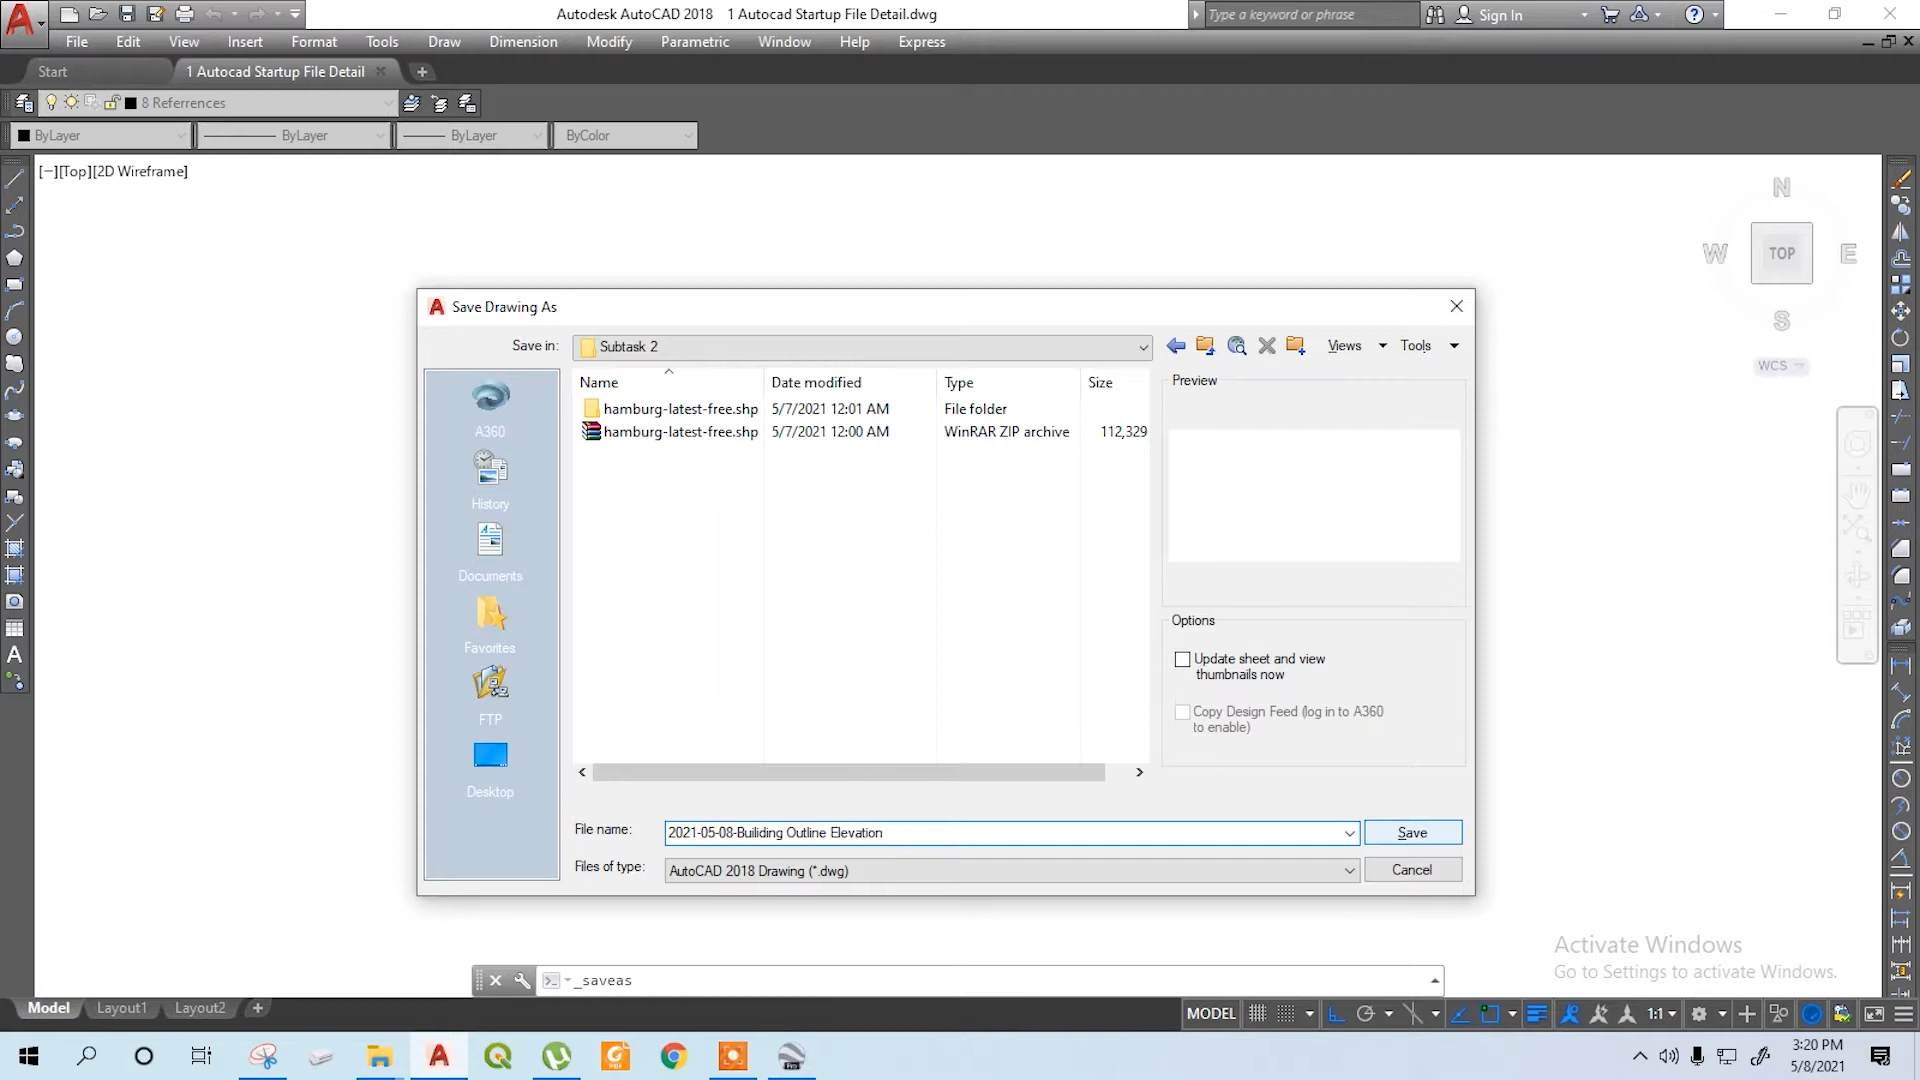 Autodesk AutoCAD 2018 1 Autocad Startup File Detail.dwg
Type a keyword or phrase
Sign In
File Edit View Insert Format Tools Draw Dimension Modify Parametric Window Help Express
Start
1 Autocad Startup File Detail
8 Referrences
ByLayer
ByLayer
ByLayer
ByColor
[−][Top][2D Wireframe]
N
W
TOP
E
S
WCS
Save Drawing As
Save in:
Subtask 2
Views
Tools
Name Date modified Type Size
hamburg-latest-free.shp 5/7/2021 12:01 AM File folder
hamburg-latest-free.shp 5/7/2021 12:00 AM WinRAR ZIP archive 112,329
A360
History
Documents
Favorites
FTP
Desktop
Preview
Options
Update sheet and view
thumbnails now
Copy Design Feed (log in to A360
to enable)
File name:
2021-05-08-Builiding Outline Elevation
Save
Files of type:
AutoCAD 2018 Drawing (*.dwg)
Cancel
Activate Windows
Go to Settings to activate Windows.
_saveas
Model Layout1 Layout2
MODEL
1:1
3:20 PM
5/8/2021